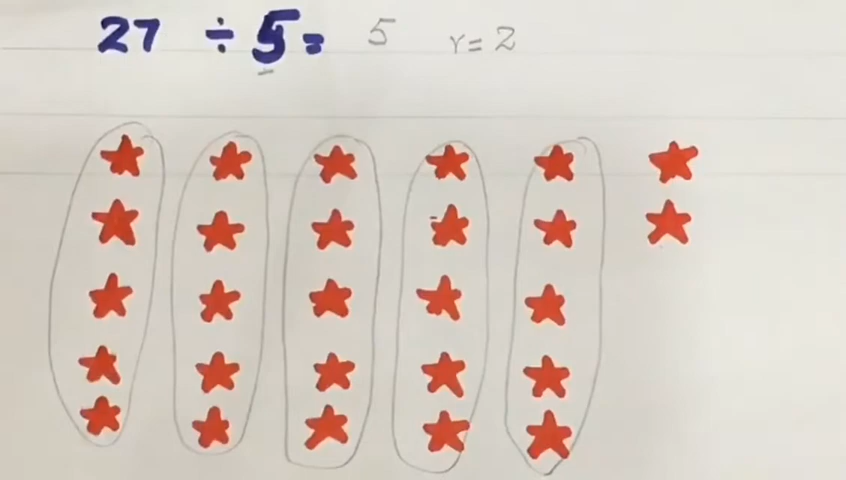 27 ÷ 5 = 5 r = 2